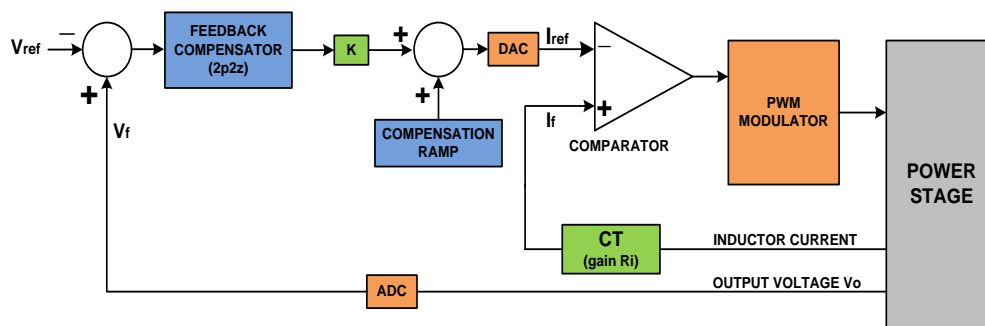 Vref
−
+
Vf
FEEDBACK
COMPENSATOR
(2p2z)
K
+
+
COMPENSATION
RAMP
DAC
Iref
−
+
If
COMPARATOR
PWM
MODULATOR
POWER
STAGE
CT
(gain Ri)
INDUCTOR CURRENT
ADC
OUTPUT VOLTAGE Vo